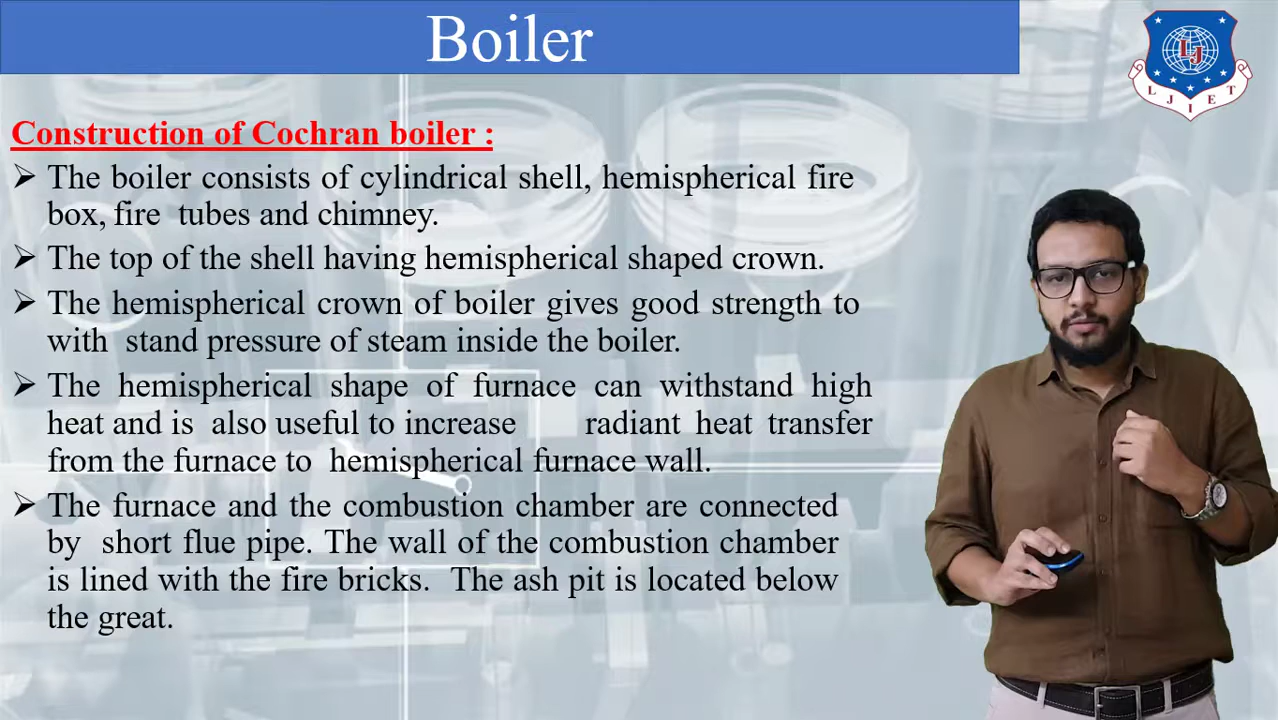 Boiler
LJ
L J I E T
Construction of Cochran boiler :
The boiler consists of cylindrical shell, hemispherical fire
box, fire tubes and chimney.
The top of the shell having hemispherical shaped crown.
The hemispherical crown of boiler gives good strength to
with stand pressure of steam inside the boiler.
The hemispherical shape of furnace can withstand high
heat and is also useful to increase radiant heat transfer
from the furnace to hemispherical furnace wall.
The furnace and the combustion chamber are connected
by short flue pipe. The wall of the combustion chamber
is lined with the fire bricks. The ash pit is located below
the great.